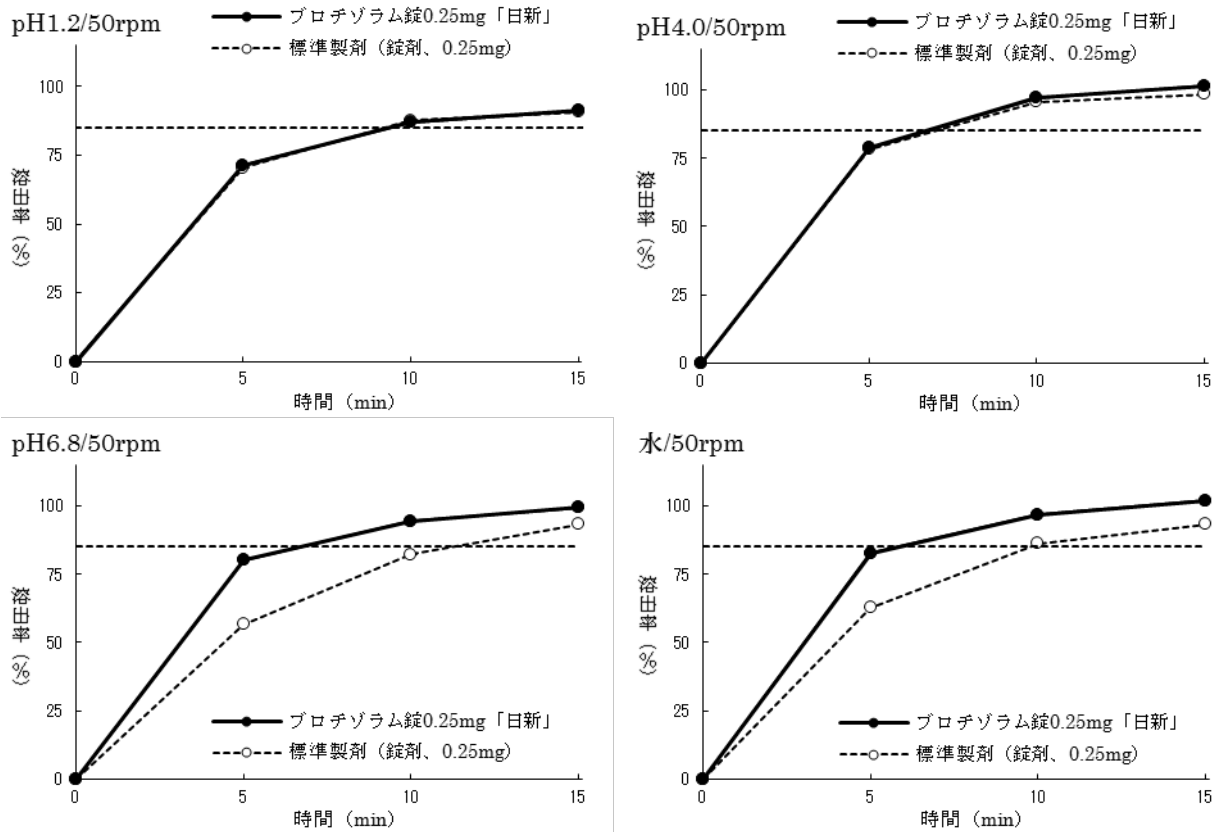 pH1.2/50rpm
ブロチゾラム錠0.25mg「日新」
標準製剤（錠剤、0.25mg）
溶出率（%）
100
75
50
25
0
0 5 10 15
時間（min）
pH4.0/50rpm
ブロチゾラム錠0.25mg「日新」
標準製剤（錠剤、0.25mg）
溶出率（%）
100
75
50
25
0
0 5 10 15
時間（min）
pH6.8/50rpm
溶出率（%）
100
75
50
25
0
ブロチゾラム錠0.25mg「日新」
標準製剤（錠剤、0.25mg）
0 5 10 15
時間（min）
水/50rpm
溶出率（%）
100
75
50
25
0
ブロチゾラム錠0.25mg「日新」
標準製剤（錠剤、0.25mg）
0 5 10 15
時間（min）